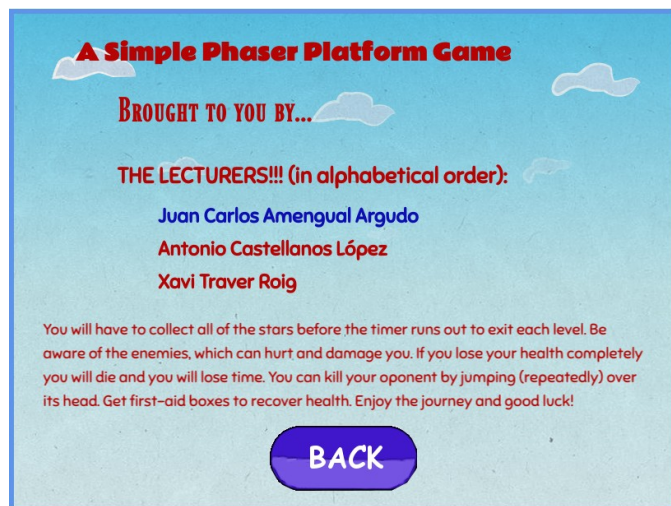 A Simple Phaser Platform Game
Brought to you by...
THE LECTURERS!!! (in alphabetical order):
Juan Carlos Amengual Argudo
Antonio Castellanos López
Xavi Traver Roig
You will have to collect all of the stars before the timer runs out to exit each level. Be
aware of the enemies, which can hurt and damage you. If you lose your health completely
you will die and you will lose time. You can kill your oponent by jumping (repeatedly) over
its head. Get first-aid boxes to recover health. Enjoy the journey and good luck!
BACK